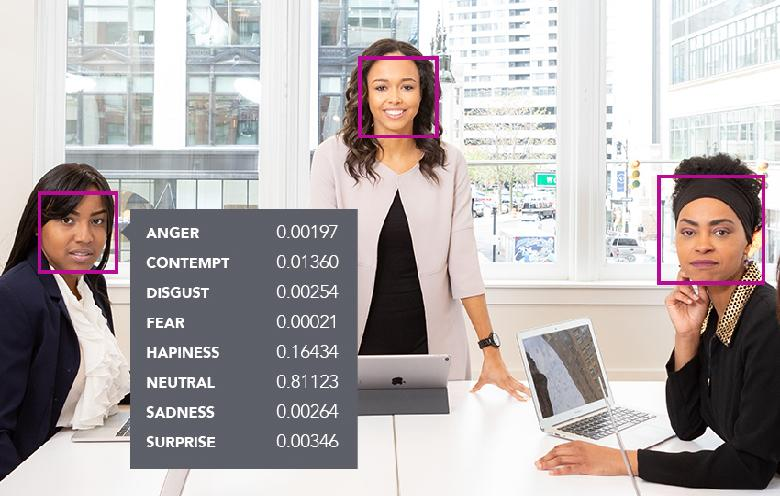 ANGER 0.00197
CONTEMPT 0.01360
DISGUST 0.00254
FEAR 0.00021
HAPINESS 0.16434
NEUTRAL 0.81123
SADNESS 0.00264
SURPRISE 0.00346